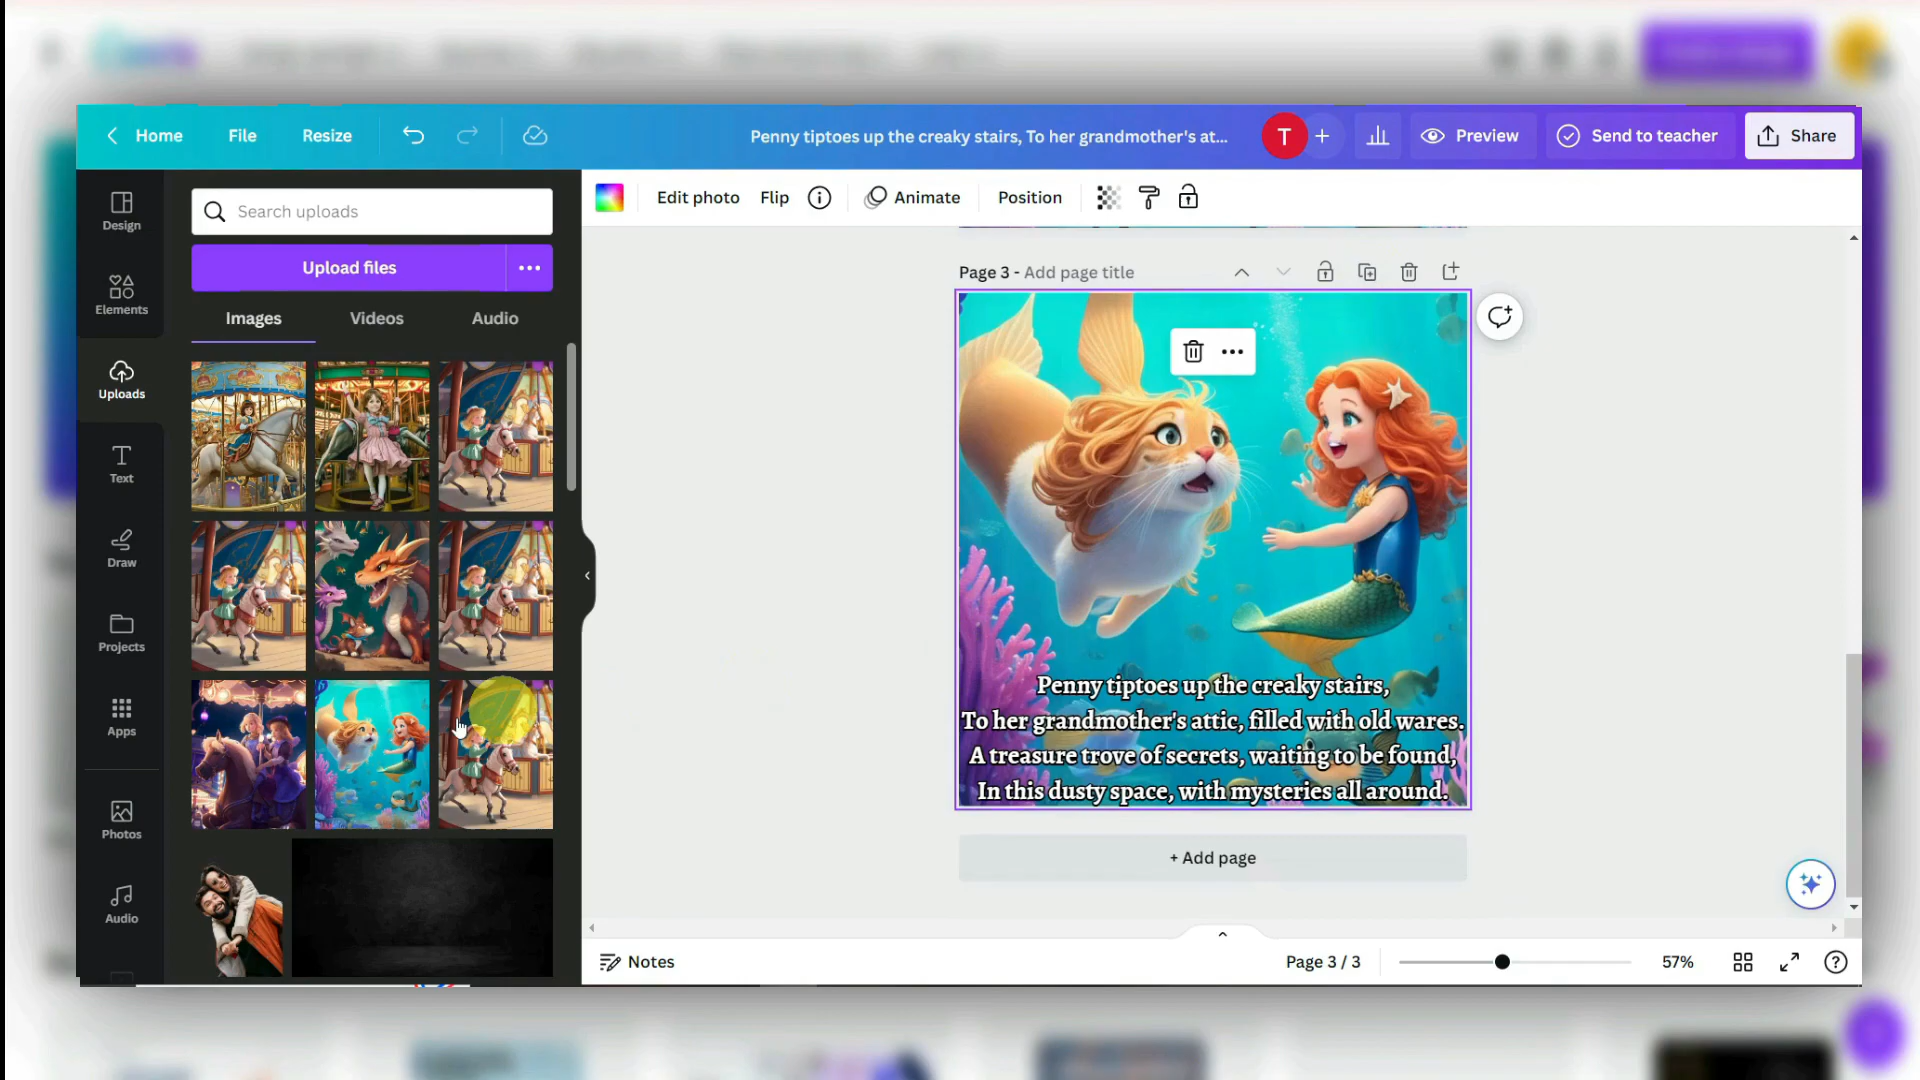 Home
File
Resize
Penny tiptoes up the creaky stairs, To her grandmother's at...
T
+
Preview
Send to teacher
Share
Design
Elements
Uploads
Text
Draw
Projects
Apps
Photos
Audio
Search uploads
Upload files
Images
Videos
Audio
Edit photo
Flip
Animate
Position
Page 3 - Add page title
Penny tiptoes up the creaky stairs,
To her grandmother's attic, filled with old wares.
A treasure trove of secrets, waiting to be found,
In this dusty space, with mysteries all around.
+ Add page
Notes
Page 3 / 3
57%